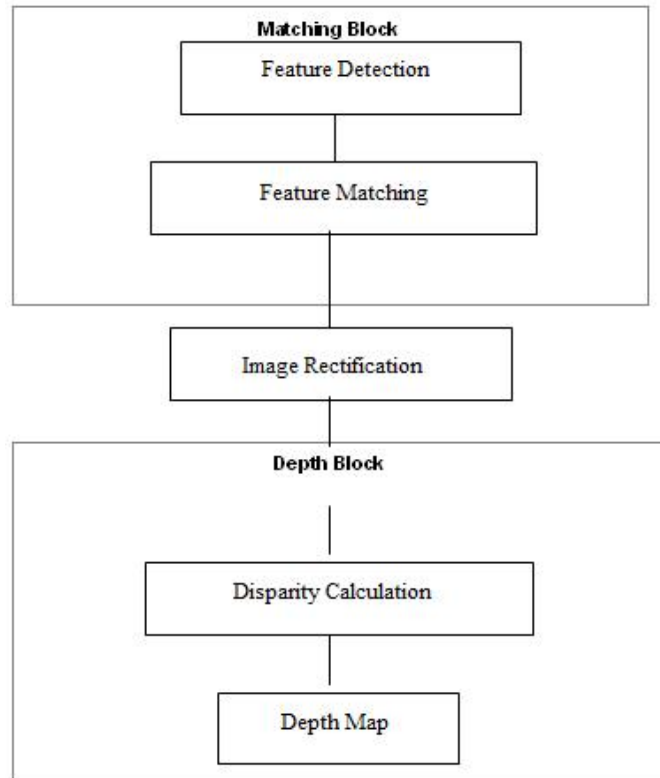 Matching Block
Feature Detection
Feature Matching
Image Rectification
Depth Block
Disparity Calculation
Depth Map